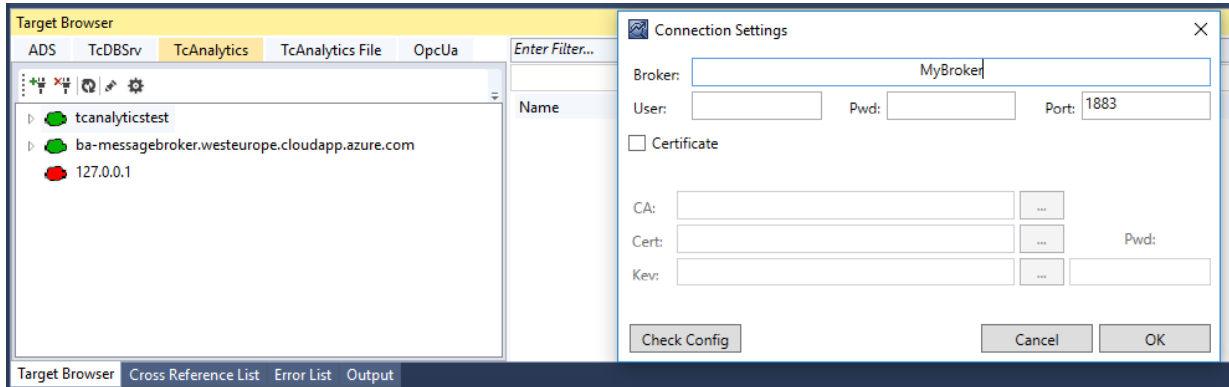 Target Browser
ADS TcDBSrv TcAnalytics TcAnalytics File OpcUa
Enter Filter...
Name
tcanalyticstest
ba-messagebroker.westeurope.cloudapp.azure.com
127.0.0.1
Target Browser Cross Reference List Error List Output
Connection Settings
Broker: MyBroker
User: Pwd: Port: 1883
Certificate
CA: ...
Cert: ... Pwd:
Key: ...
Check Config Cancel OK